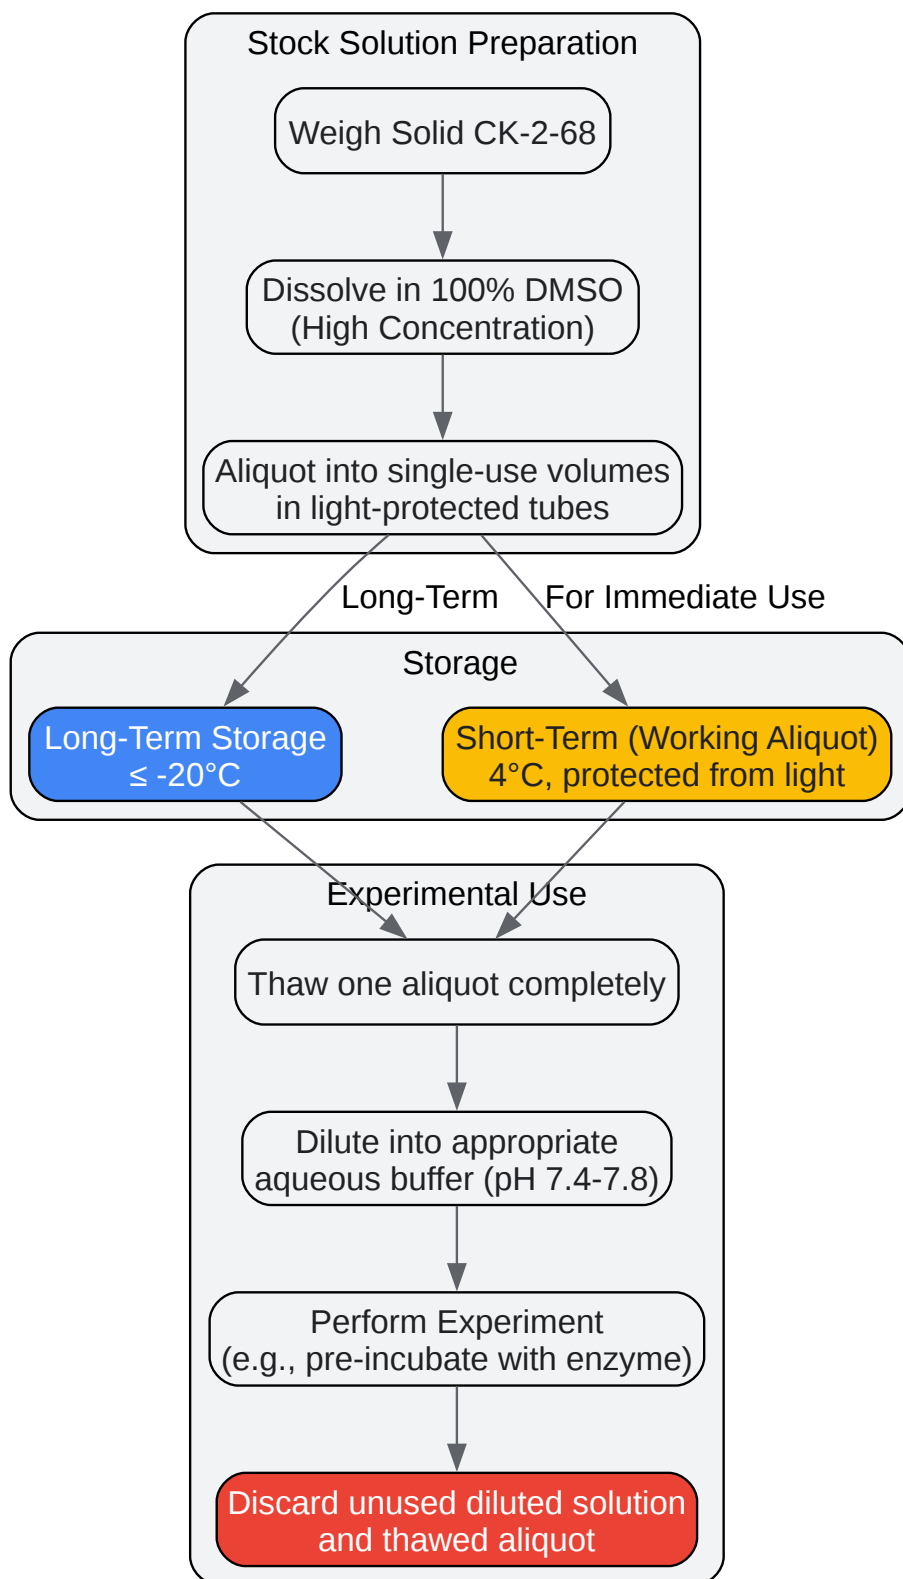 Stock Solution Preparation
Weigh Solid CK-2-68
Dissolve in 100% DMSO
(High Concentration)
Aliquot into single-use volumes
in light-protected tubes
Long-Term
For Immediate Use
Storage
Long-Term Storage
≤ -20°C
Short-Term (Working Aliquot)
4°C, protected from light
Experimental Use
Thaw one aliquot completely
Dilute into appropriate
aqueous buffer (pH 7.4-7.8)
Perform Experiment
(e.g., pre-incubate with enzyme)
Discard unused diluted solution
and thawed aliquot